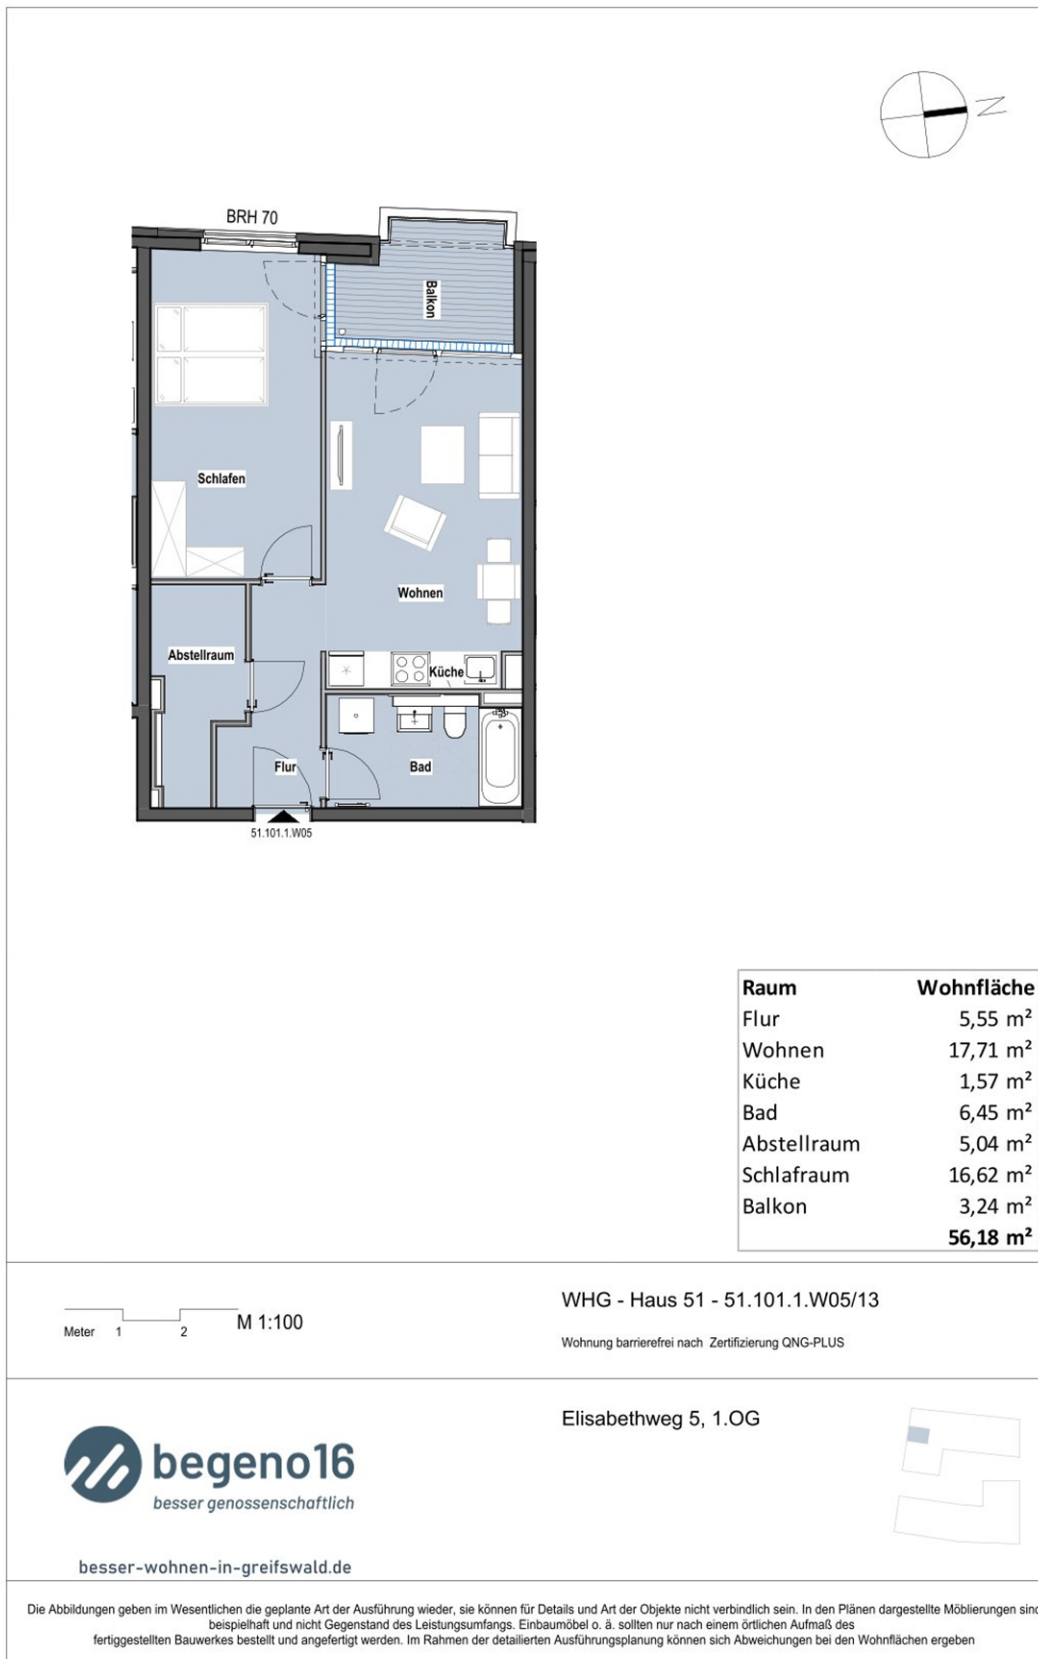 N
BRH 70
Balkon
Schlafen
Wohnen
Abstellraum
Küche
Flur
Bad
51.101.1.W05
Raum Wohnfläche
Flur 5,55 m²
Wohnen 17,71 m²
Küche 1,57 m²
Bad 6,45 m²
Abstellraum 5,04 m²
Schlafraum 16,62 m²
Balkon 3,24 m²
56,18 m²
Meter 1 2 M 1:100
WHG - Haus 51 - 51.101.1.W05/13
Wohnung barrierefrei nach Zertifizierung QNG-PLUS
Elisabethweg 5, 1.OG
begeno16
besser genossenschaftlich
besser-wohnen-in-greifswald.de
Die Abbildungen geben im Wesentlichen die geplante Art der Ausführung wieder, sie können für Details und Art der Objekte nicht verbindlich sein. In den Plänen dargestellte Möblierungen sind
beispielhaft und nicht Gegenstand des Leistungsumfangs. Einbaumöbel o. ä. sollten nur nach einem örtlichen Aufmaß des
fertiggestellten Bauwerkes bestellt und angefertigt werden. Im Rahmen der detailierten Ausführungsplanung können sich Abweichungen bei den Wohnflächen ergeben